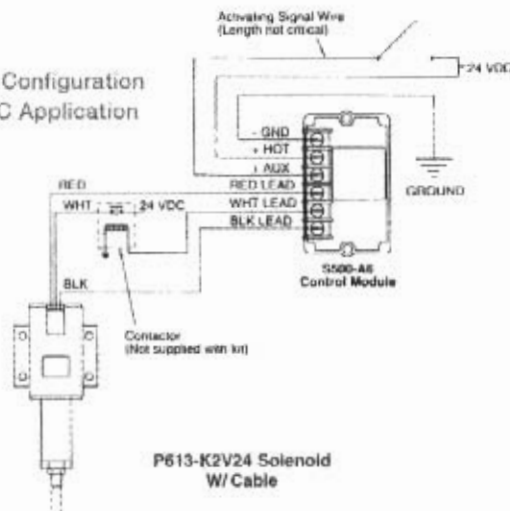 Activating Signal Wire
(Length not critical)
Configuration
C Application
24 VDC
- GND
+ HOT
+ AUX
RED
RED LEAD
WHT
24 VDC
WHT LEAD
BLK LEAD
GROUND
BLK
S500-A6
Control Module
Contactor
(Not supplied with kit)
P613-K2V24 Solenoid
W/ Cable